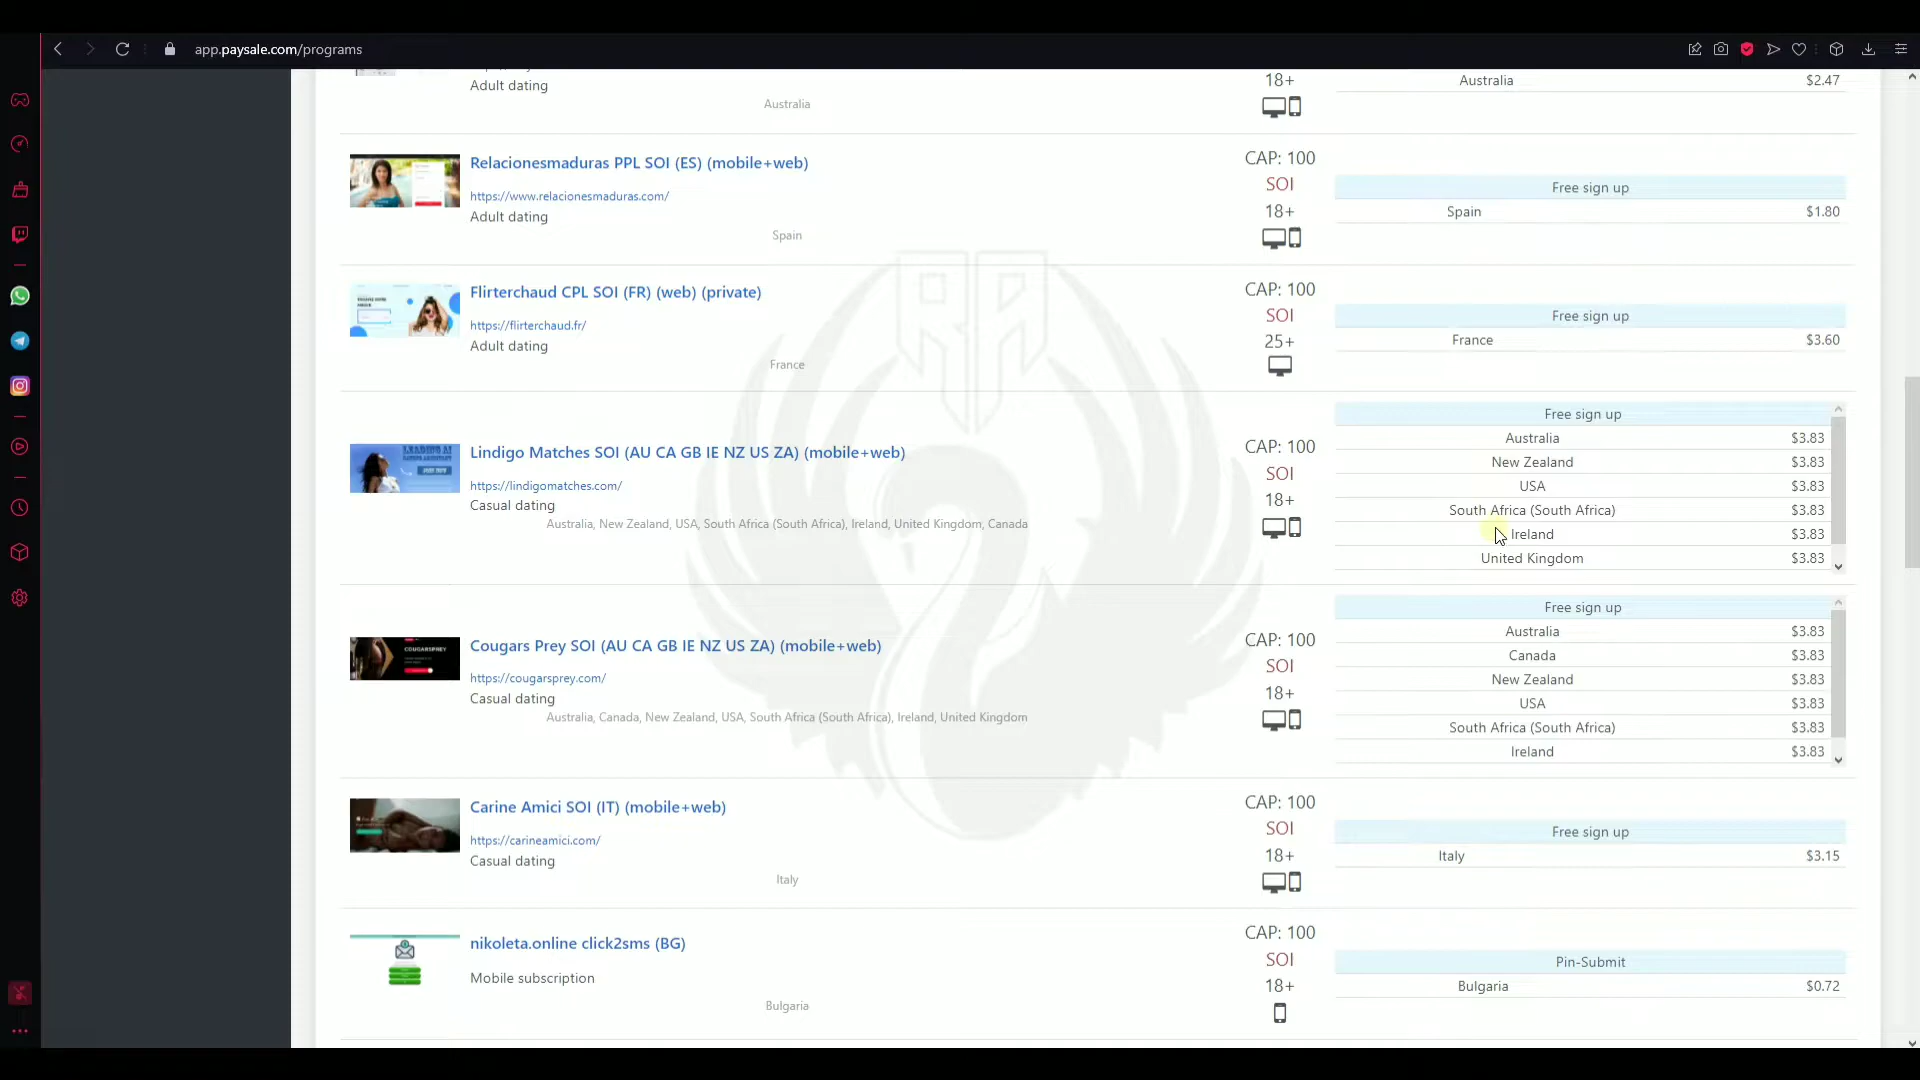 app.paysale.com/programs
Adult dating
Australia
18+
Australia $2.47
Relacionesmaduras PPL SOI (ES) (mobile+web)
https://www.relacionesmaduras.com/
Adult dating
Spain
CAP: 100
SOI
18+
Free sign up
Spain $1.80
Flirterchaud CPL SOI (FR) (web) (private)
https://flirterchaud.fr/
Adult dating
France
CAP: 100
SOI
25+
Free sign up
France $3.60
Lindigo Matches SOI (AU CA GB IE NZ US ZA) (mobile+web)
https://lindigomatches.com/
Casual dating
Australia, New Zealand, USA, South Africa (South Africa), Ireland, United Kingdom, Canada
CAP: 100
SOI
18+
Free sign up
Australia $3.83
New Zealand $3.83
USA $3.83
South Africa (South Africa) $3.83
Ireland $3.83
United Kingdom $3.83
COUGARSPREY
Cougars Prey SOI (AU CA GB IE NZ US ZA) (mobile+web)
https://cougarsprey.com/
Casual dating
Australia, Canada, New Zealand, USA, South Africa (South Africa), Ireland, United Kingdom
CAP: 100
SOI
18+
Free sign up
Australia $3.83
Canada $3.83
New Zealand $3.83
USA $3.83
South Africa (South Africa) $3.83
Ireland $3.83
Carine Amici SOI (IT) (mobile+web)
https://carineamici.com/
Casual dating
Italy
CAP: 100
SOI
18+
Free sign up
Italy $3.15
nikoleta.online click2sms (BG)
Mobile subscription
Bulgaria
CAP: 100
SOI
18+
Pin-Submit
Bulgaria $0.72
RA